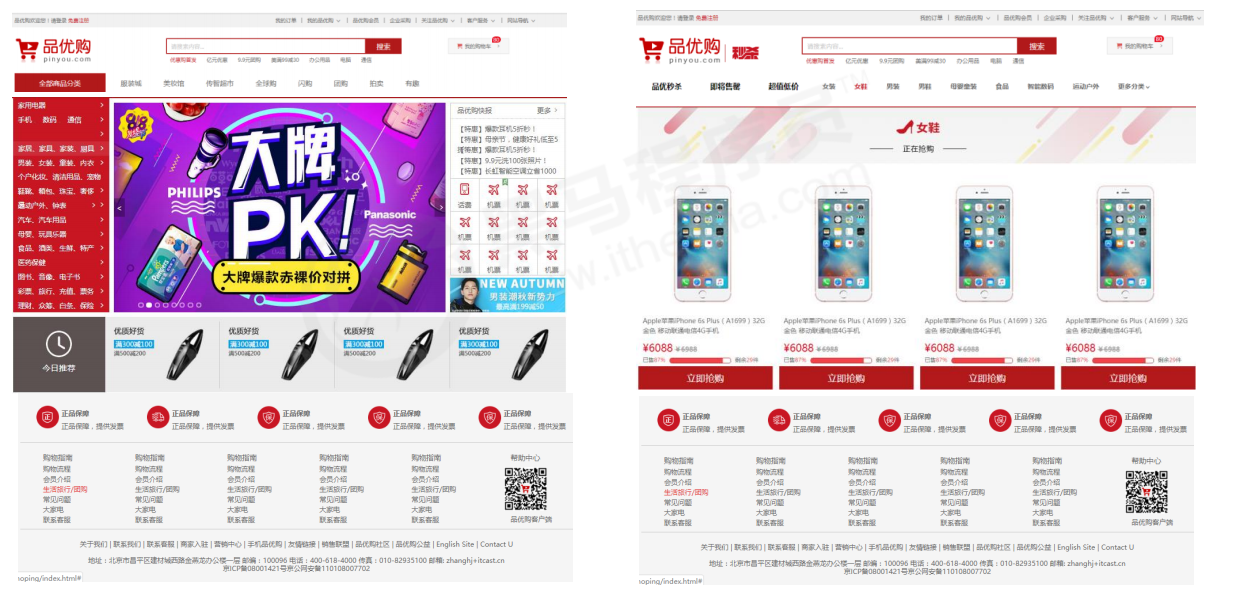 品优购欢迎您！请登录 免费注册
我的订单 | 我的品优购 | 品优购会员 | 企业采购 | 关注品优购 | 客户服务 | 网站导航
品优购
pinyou.com
搜索
我的购物车
优惠购首发 亿元优惠 9.9元团购 每满99减30 办公用品 电脑 通信
全部商品分类 服装城 美妆馆 传智超市 全球购 闪购 团购 拍卖 有趣
家用电器
手机 数码 通信
家居、家具、家装、厨具
男装、女装、童装、内衣
个户化妆、清洁用品、宠物
鞋靴、箱包、珠宝、奢侈
运动户外、钟表
汽车、汽车用品
母婴、玩具乐器
食品、酒类、生鲜、特产
医药保健
图书、音像、电子书
彩票、旅行、充值、票务
理财、众筹、白条、保险
大牌
PK!
PHILIPS
Panasonic
大牌爆款赤裸价对拼
品优购快报 更多
【特惠】爆款耳机5折秒！
【特惠】母亲节，健康好礼低至5
【特惠】爆款耳机5折秒！
【特惠】9.9元洗100张照片！
【特惠】长虹智能空调立省1000
话费 机票 机票 机票
机票 机票 机票 机票
机票 机票 机票 机票
NEW AUTUMN
男装潮秋新势力
最高满199减50
今日推荐
优质好货 优质好货 优质好货 优质好货
满300减100 满300减100 满300减100 满300减100
满500减200 满500减200 满500减200 满500减200
正品保障 正品保障 正品保障 正品保障 正品保障
正品保障，提供发票 正品保障，提供发票 正品保障，提供发票 正品保障，提供发票 正品保障，提供发票
购物指南 购物指南 购物指南 购物指南 购物指南 帮助中心
购物流程 购物流程 购物流程 购物流程 购物流程
会员介绍 会员介绍 会员介绍 会员介绍 会员介绍
生活旅行/团购 生活旅行/团购 生活旅行/团购 生活旅行/团购 生活旅行/团购
常见问题 常见问题 常见问题 常见问题 常见问题
大家电 大家电 大家电 大家电 大家电
联系客服 联系客服 联系客服 联系客服 联系客服 品优购客户端
关于我们 | 联系我们 | 联系客服 | 商家入驻 | 营销中心 | 手机品优购 | 友情链接 | 销售联盟 | 品优购社区 | 品优购公益 | English Site | Contact U
地址：北京市昌平区建材城西路金燕龙办公楼一层 邮编：100096 电话：400-618-4000 传真：010-82935100 邮箱: zhanghj+itcast.cn
京ICP备08001421号京公网安备110108007702
hoping/index.html#
品优购欢迎您！请登录 免费注册
我的订单 | 我的品优购 | 品优购会员 | 企业采购 | 关注品优购 | 客户服务 | 网站导航
品优购 秒杀
pinyou.com
搜索
我的购物车
优惠购首发 亿元优惠 9.9元团购 每满99减30 办公用品 电脑 通信
品优秒杀 即将售罄 超值低价 女装 女鞋 男装 男鞋 母婴童装 食品 智能数码 运动户外 更多分类
女鞋
正在抢购
Apple苹果iPhone 6s Plus（A1699）32G Apple苹果iPhone 6s Plus（A1699）32G Apple苹果iPhone 6s Plus（A1699）32G Apple苹果iPhone 6s Plus（A1699）32G
金色 移动联通电信4G手机 金色 移动联通电信4G手机 金色 移动联通电信4G手机 金色 移动联通电信4G手机
¥6088 ¥6988 ¥6088 ¥6988 ¥6088 ¥6988 ¥6088 ¥6988
已售87% 剩余29件 已售87% 剩余29件 已售87% 剩余29件 已售87% 剩余29件
立即抢购 立即抢购 立即抢购 立即抢购
正品保障 正品保障 正品保障 正品保障 正品保障
正品保障，提供发票 正品保障，提供发票 正品保障，提供发票 正品保障，提供发票 正品保障，提供发票
购物指南 购物指南 购物指南 购物指南 购物指南 帮助中心
购物流程 购物流程 购物流程 购物流程 购物流程
会员介绍 会员介绍 会员介绍 会员介绍 会员介绍
生活旅行/团购 生活旅行/团购 生活旅行/团购 生活旅行/团购 生活旅行/团购
常见问题 常见问题 常见问题 常见问题 常见问题
大家电 大家电 大家电 大家电 大家电
联系客服 联系客服 联系客服 联系客服 联系客服 品优购客户端
关于我们 | 联系我们 | 联系客服 | 商家入驻 | 营销中心 | 手机品优购 | 友情链接 | 销售联盟 | 品优购社区 | 品优购公益 | English Site | Contact U
地址：北京市昌平区建材城西路金燕龙办公楼一层 邮编：100096 电话：400-618-4000 传真：010-82935100 邮箱: zhanghj+itcast.cn
京ICP备08001421号京公网安备110108007702
hoping/index.html#